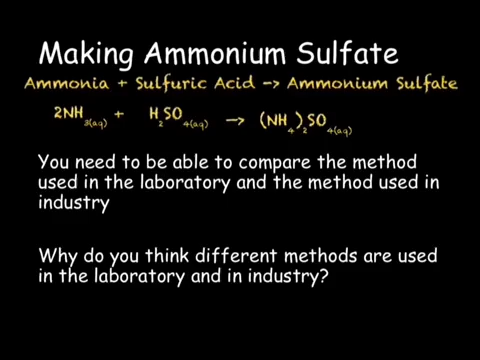 Making Ammonium Sulfate
Ammonia + Sulfuric Acid -> Ammonium Sulfate
2NH3(aq) + H2SO4(aq) -> (NH4)2SO4(aq)
You need to be able to compare the method
used in the laboratory and the method used in
industry
Why do you think different methods are used
in the laboratory and in industry?